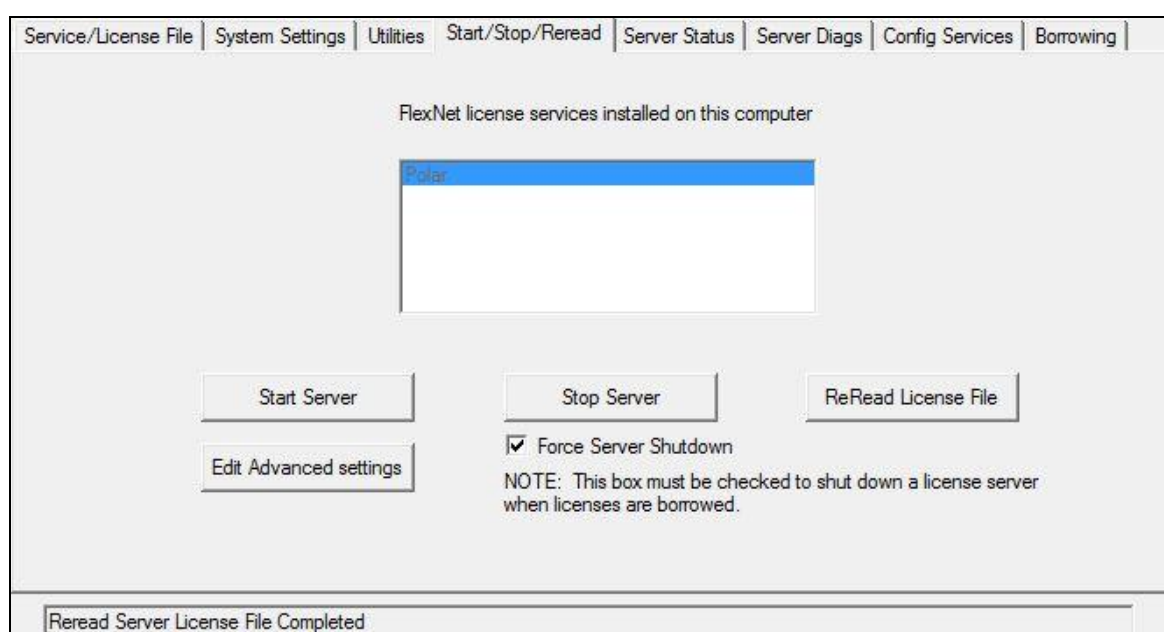 Service/License File System Settings Utilities Start/Stop/Reread Server Status Server Diags Config Services Borrowing
FlexNet license services installed on this computer
Polar
Start Server Stop Server ReRead License File
Force Server Shutdown
Edit Advanced settings
NOTE: This box must be checked to shut down a license server
when licenses are borrowed.
Reread Server License File Completed